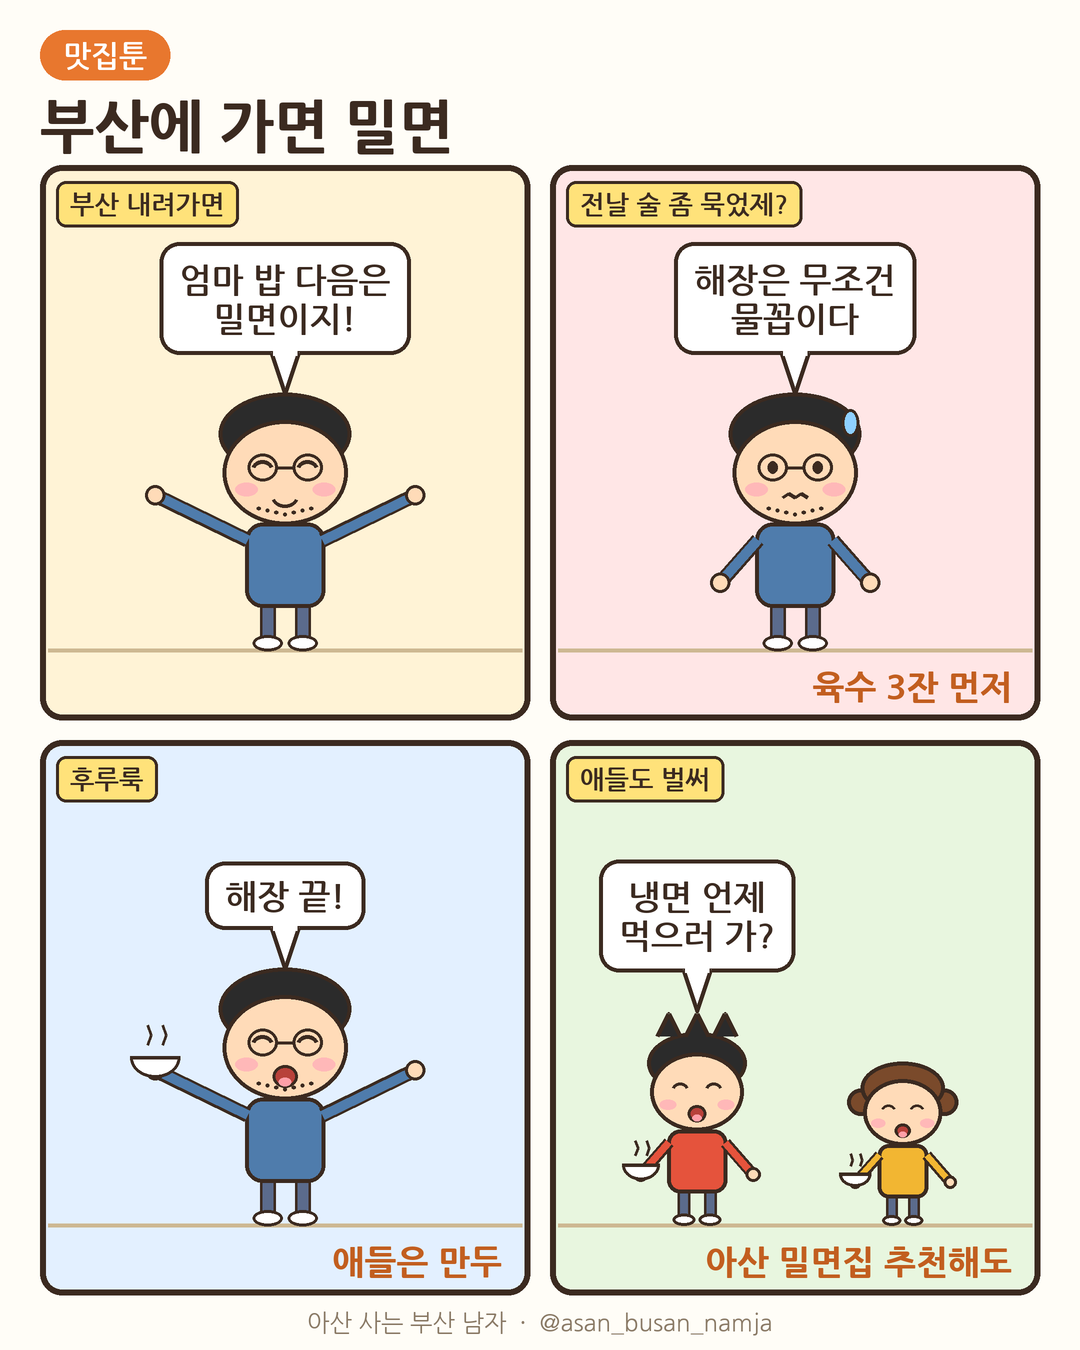 맛집툰
부산에 가면 밀면
부산 내려가면
엄마 밥 다음은
밀면이지!
전날 술 좀 묵었제?
해장은 무조건
물꼽이다
육수 3잔 먼저
후루룩
해장 끝!
애들은 만두
애들도 벌써
냉면 언제
먹으러 가?
아산 밀면집 추천해도
아산 사는 부산 남자 · @asan_busan_namja